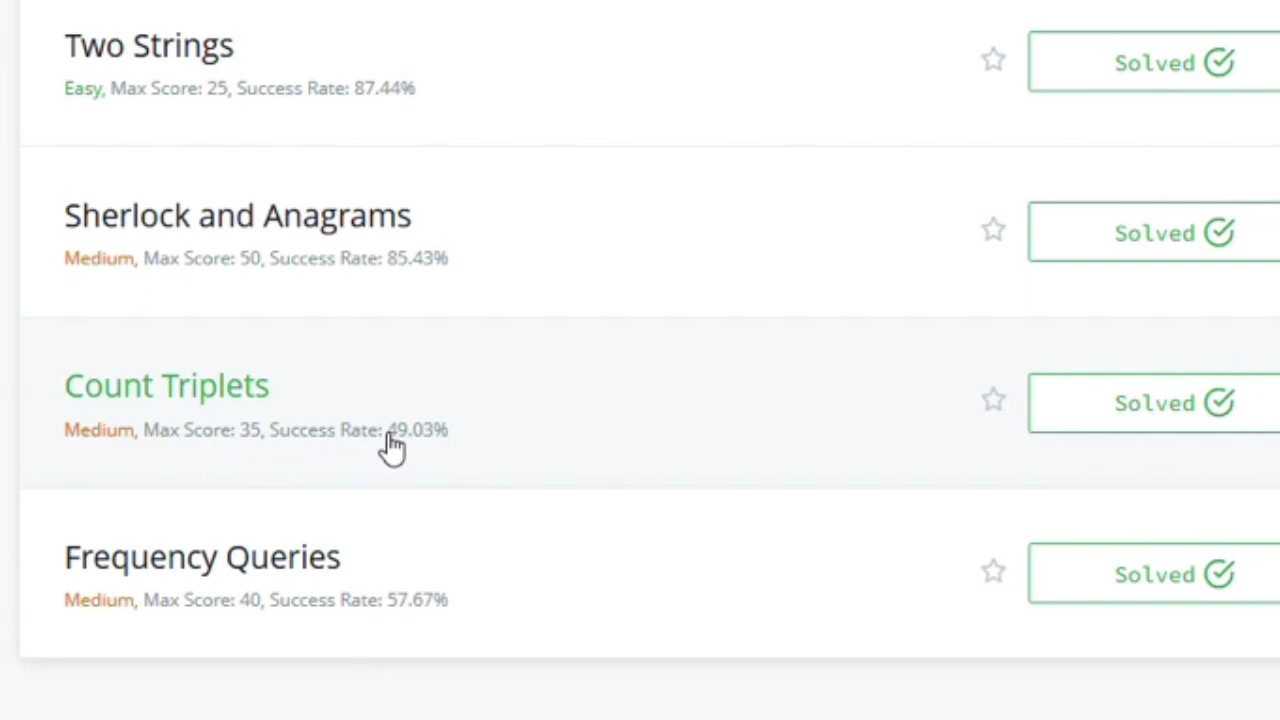 Two Strings
Easy, Max Score: 25, Success Rate: 87.44%
Solved
Sherlock and Anagrams
Medium, Max Score: 50, Success Rate: 85.43%
Solved
Count Triplets
Medium, Max Score: 35, Success Rate: 49.03%
Solved
Frequency Queries
Medium, Max Score: 40, Success Rate: 57.67%
Solved